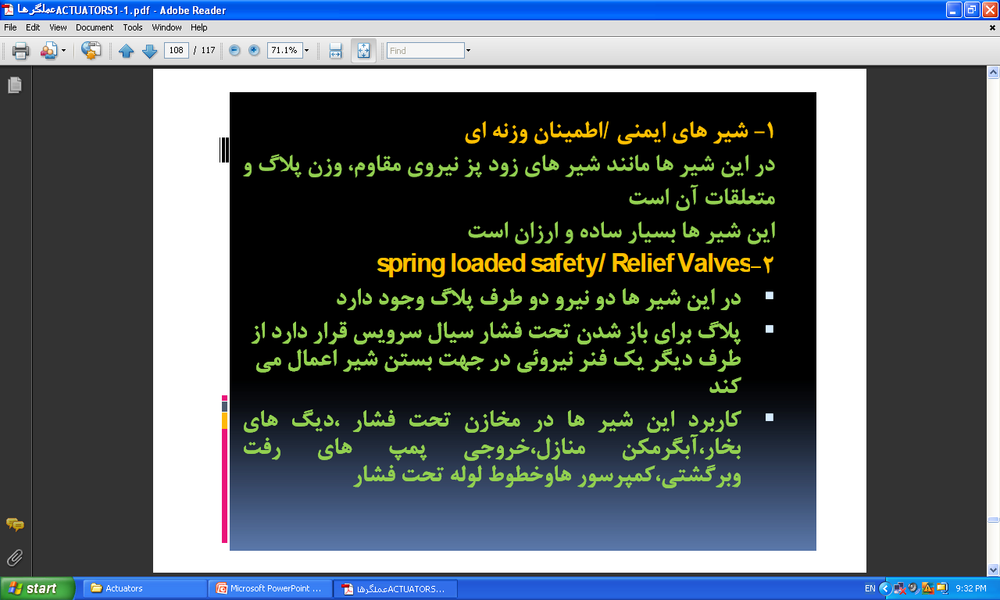 عملگرهاACTUATORS1-1.pdf - Adobe Reader
File Edit View Document Tools Window Help
108 / 117 71.1% Find
۱- شیر های ایمنی /اطمینان وزنه ای
در این شیر ها مانند شیر های زود پز نیروی مقاوم، وزن پلاگ و
متعلقات آن است
این شیر ها بسیار ساده و ارزان است
۲-spring loaded safety/ Relief Valves
▪ در این شیر ها دو نیرو دو طرف پلاگ وجود دارد
▪ پلاگ برای باز شدن تحت فشار سیال سرویس قرار دارد از
طرف دیگر یک فنر نیروئی در جهت بستن شیر اعمال می
کند
▪ کاربرد این شیر ها در مخازن تحت فشار ،دیگ های
بخار،آبگرمکن منازل،خروجی پمپ های رفت
وبرگشتی،کمپرسور هاوخطوط لوله تحت فشار
start Actuators Microsoft PowerPoint ... عملگرهاACTUATORS... EN 9:32 PM